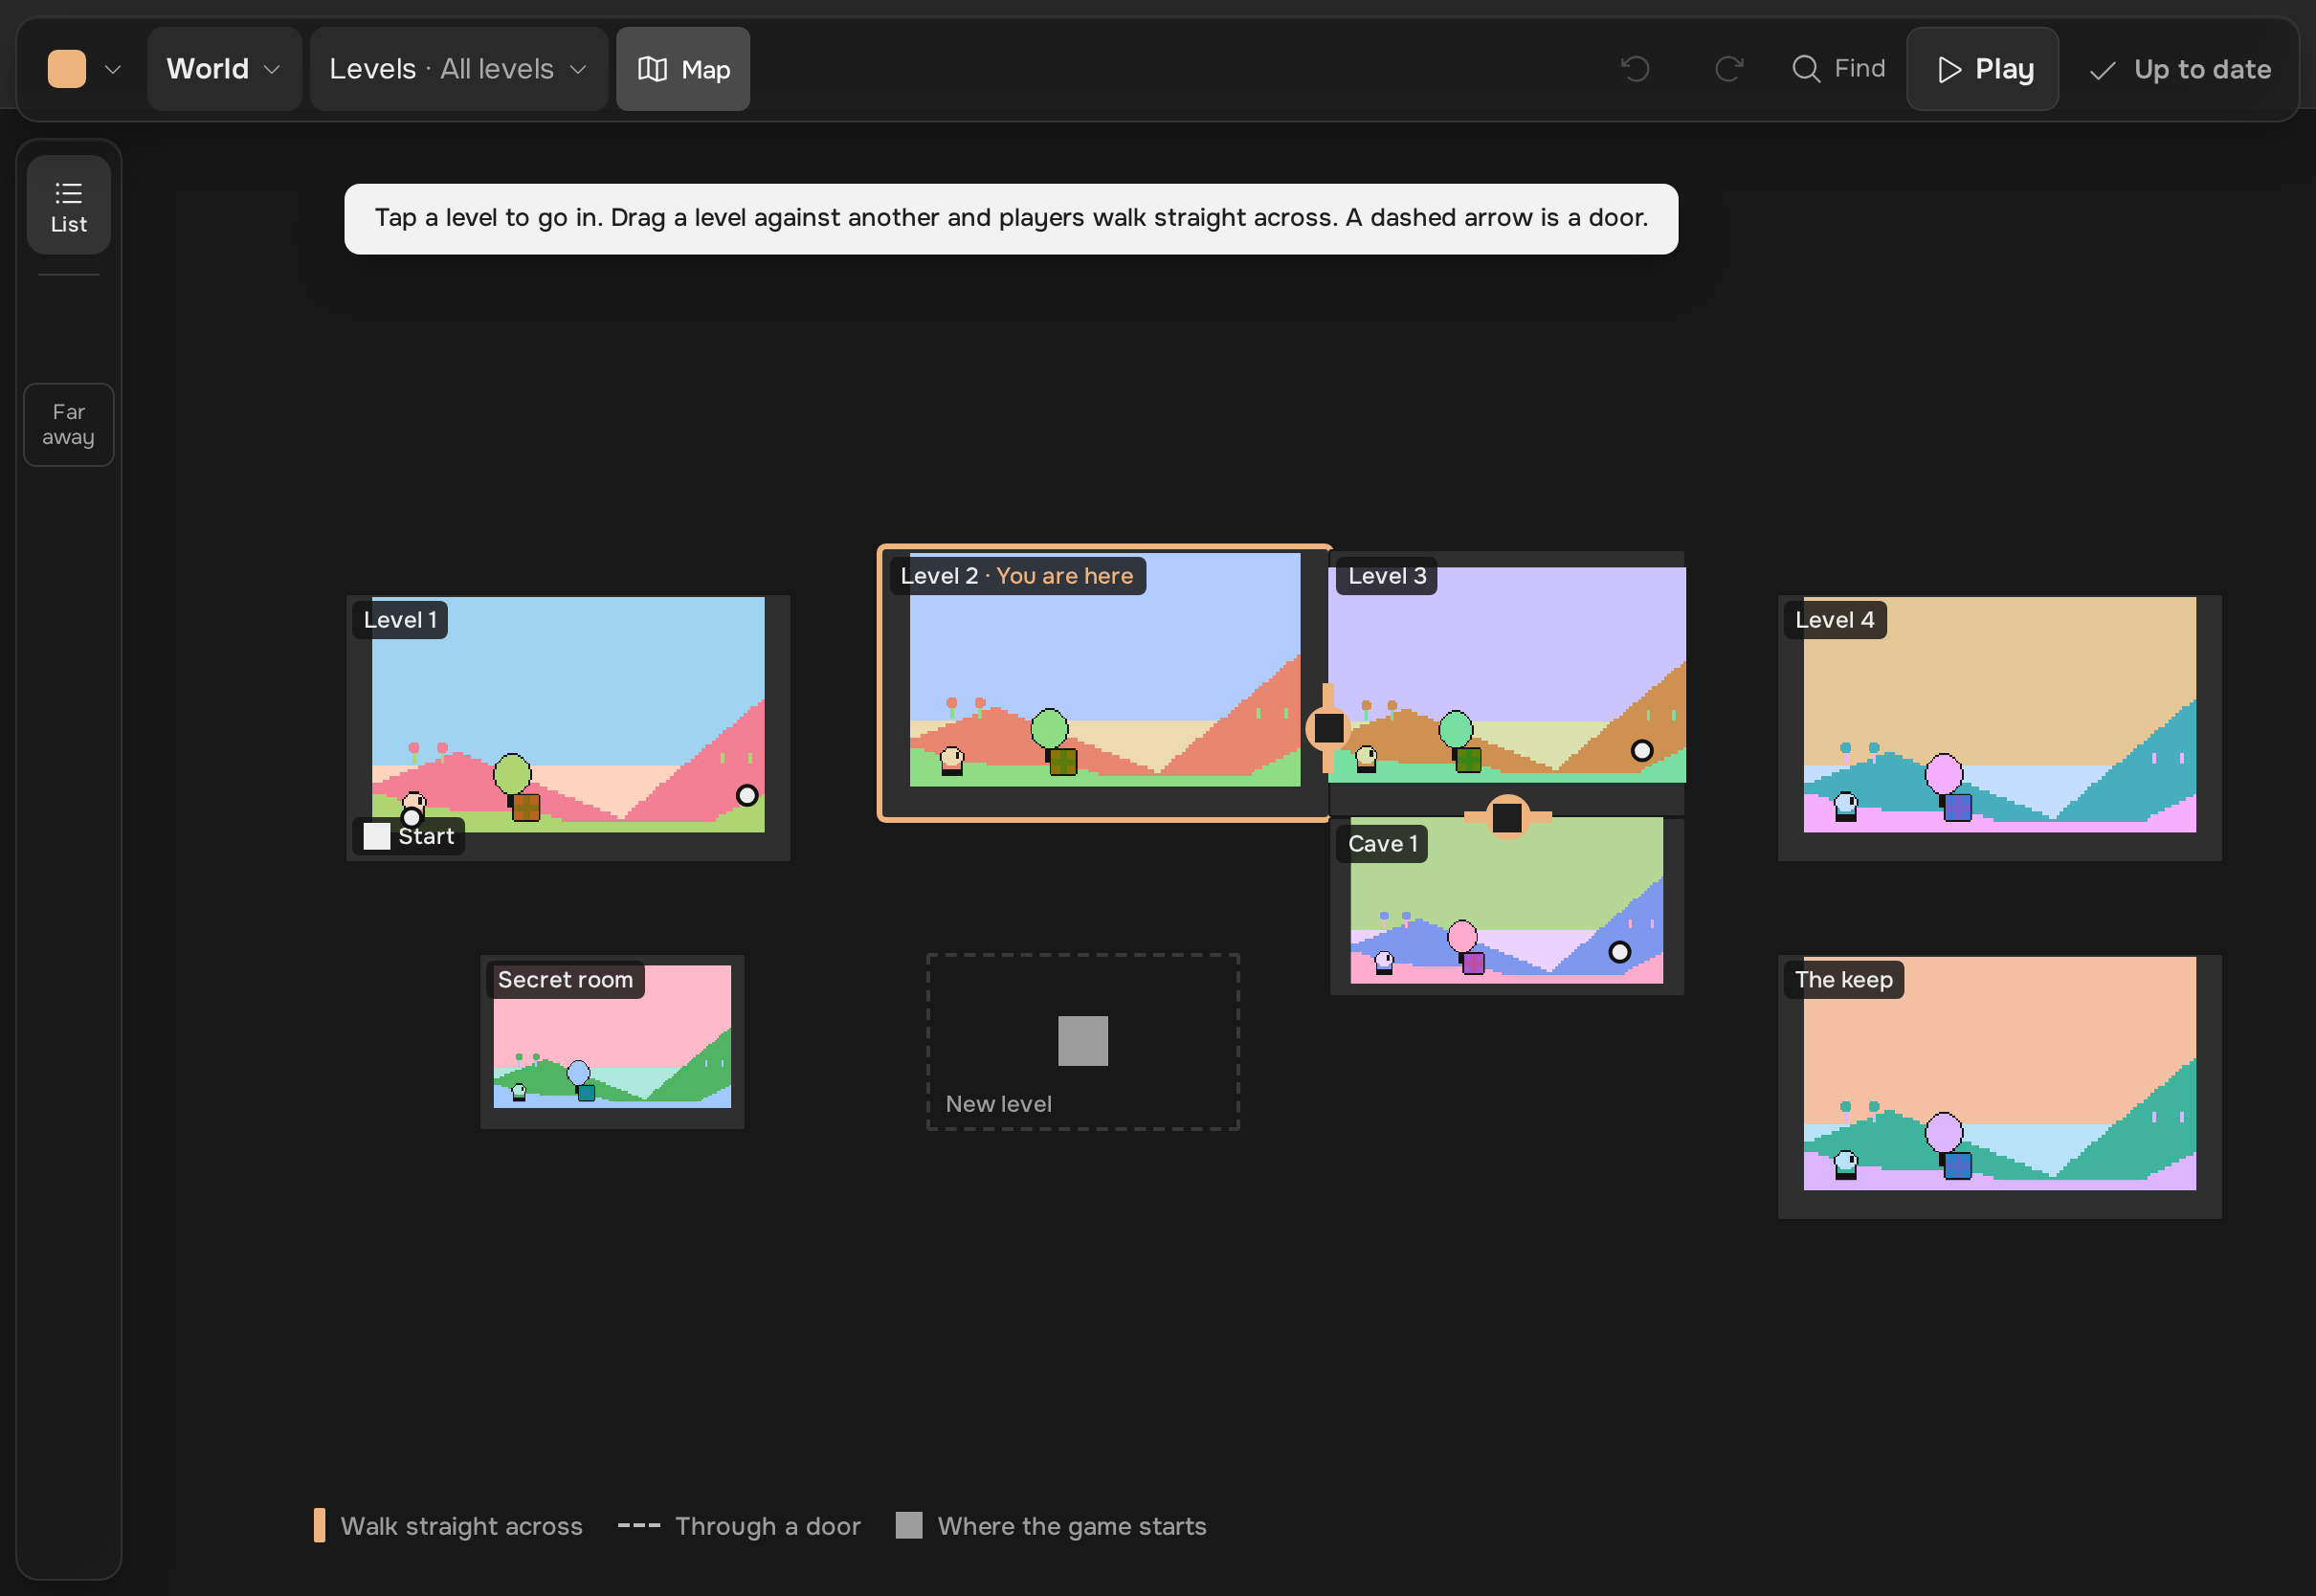 World
Levels · All levels
Map
Find
Play
Up to date
List
Tap a level to go in. Drag a level against another and players walk straight across. A dashed arrow is a door.
Far
away
Level 2 · You are here
Level 3
Level 1
Level 4
Start
Cave 1
Secret room
The keep
New level
Walk straight across
Through a door
Where the game starts